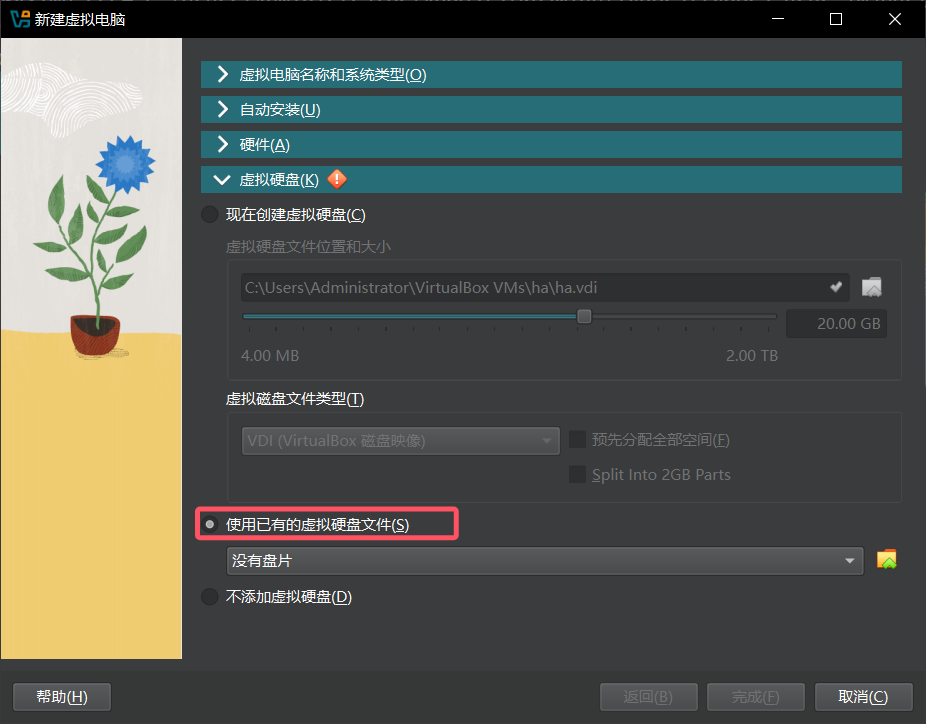 新建虚拟电脑
虚拟电脑名称和系统类型(O)
自动安装(U)
硬件(A)
虚拟硬盘(K)
现在创建虚拟硬盘(C)
虚拟硬盘文件位置和大小
C:\Users\Administrator\VirtualBox VMs\ha\ha.vdi
20.00 GB
4.00 MB 2.00 TB
虚拟磁盘文件类型(T)
VDI (VirtualBox 磁盘映像) 预先分配全部空间(F)
Split Into 2GB Parts
使用已有的虚拟硬盘文件(S)
没有盘片
不添加虚拟硬盘(D)
帮助(H) 返回(B) 完成(F) 取消(C)